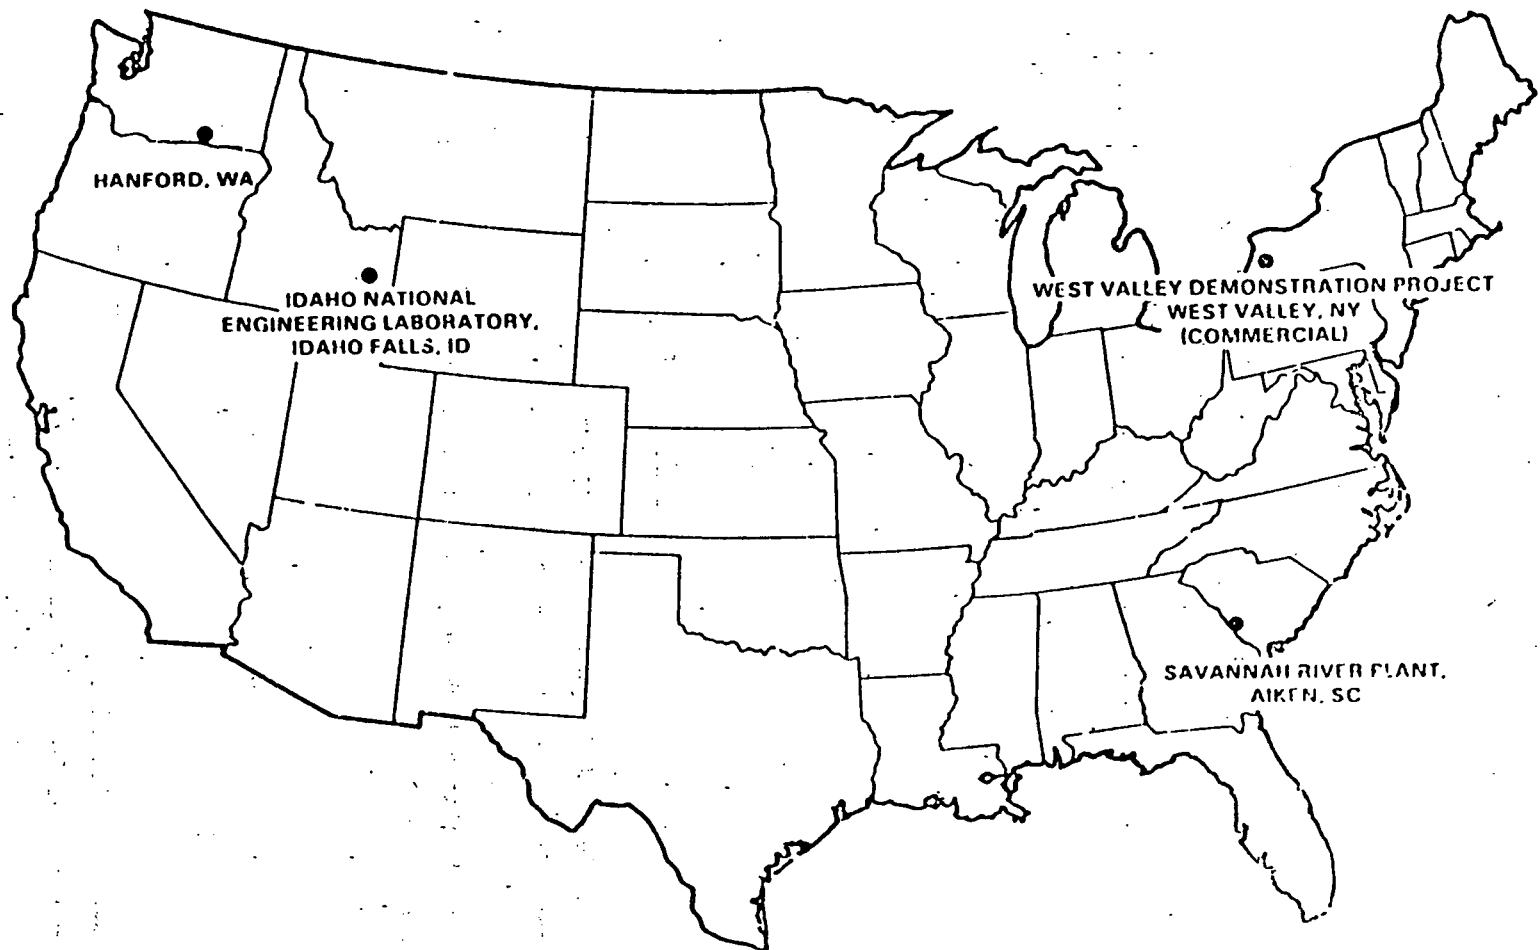 HANFORD, WA
IDAHO NATIONAL
ENGINEERING LABORATORY,
IDAHO FALLS, ID
WEST VALLEY DEMONSTRATION PROJECT
WEST VALLEY, NY
(COMMERCIAL)
SAVANNAH RIVER PLANT,
AIKEN, SC